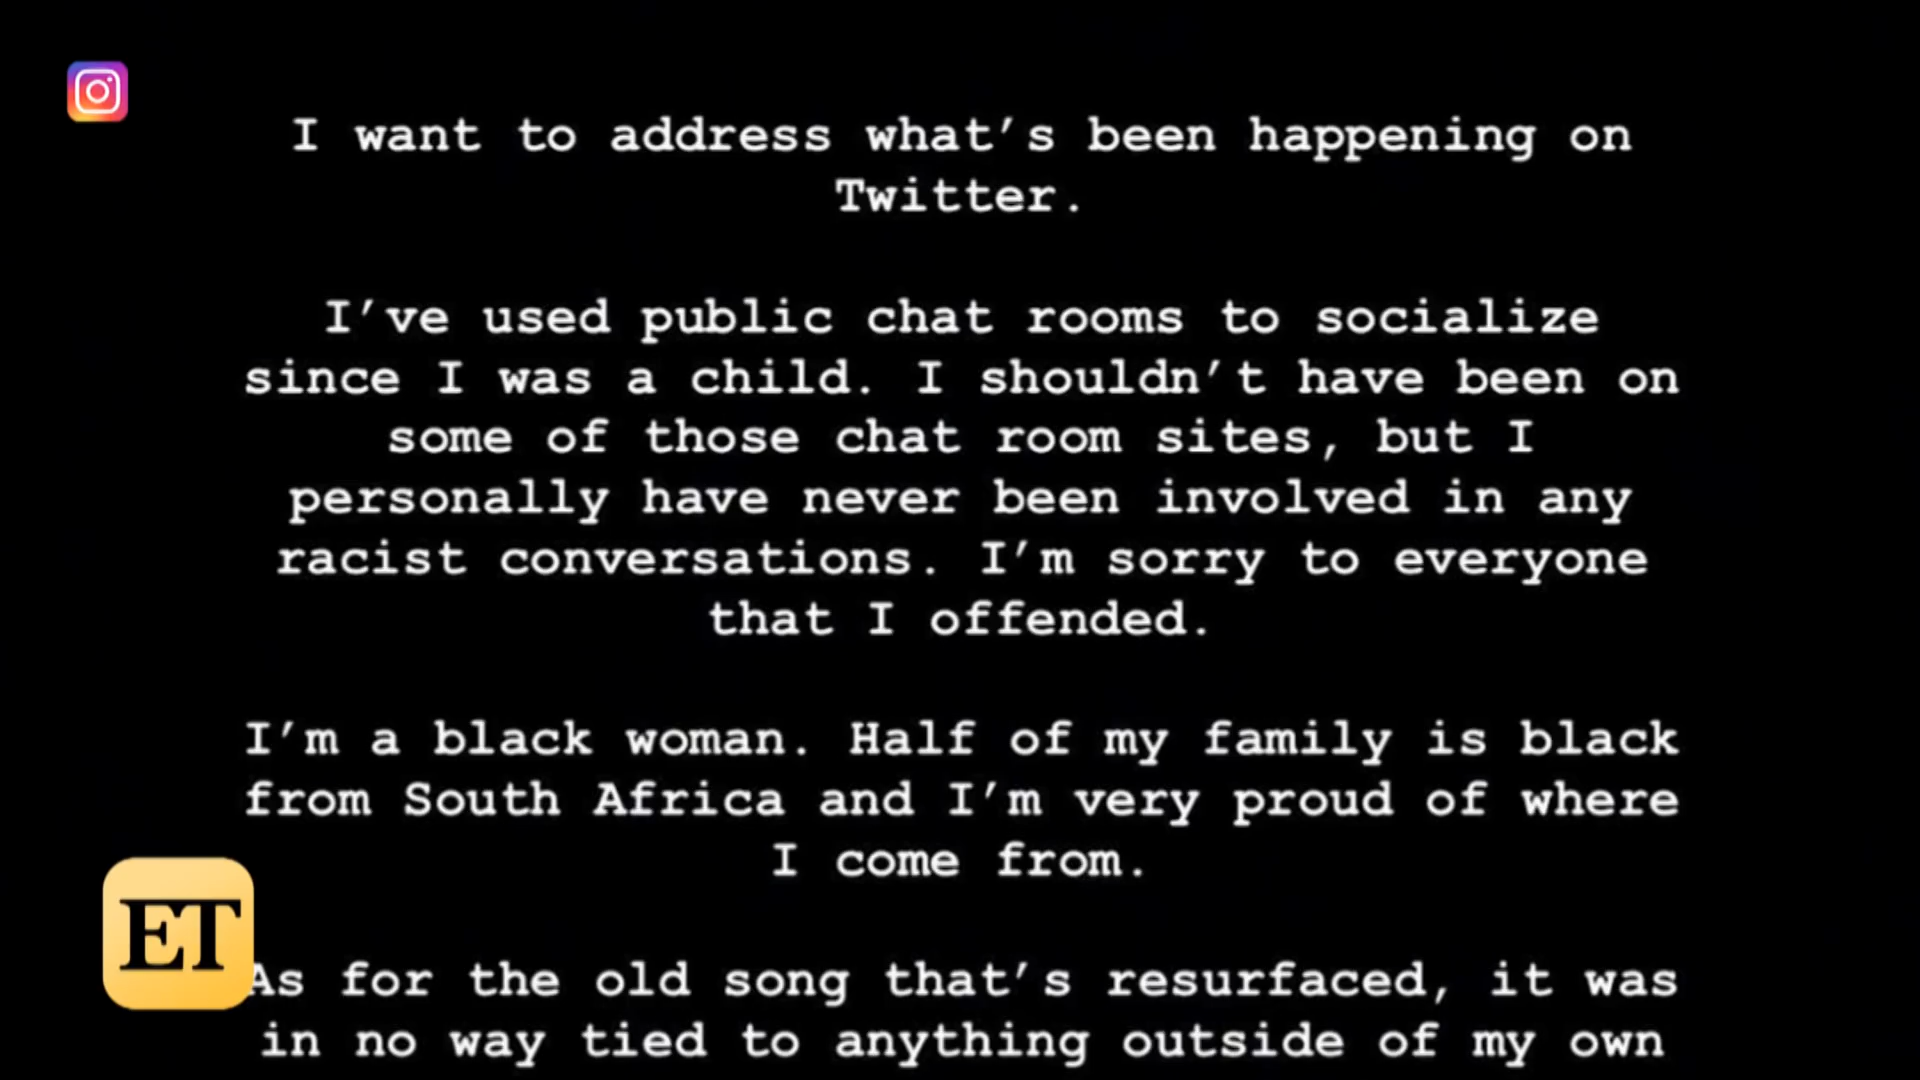 I want to address what’s been happening on
Twitter.
I’ve used public chat rooms to socialize
since I was a child. I shouldn’t have been on
some of those chat room sites, but I
personally have never been involved in any
racist conversations. I’m sorry to everyone
that I offended.
I’m a black woman. Half of my family is black
from South Africa and I’m very proud of where
I come from.
ET
As for the old song that’s resurfaced, it was
in no way tied to anything outside of my own